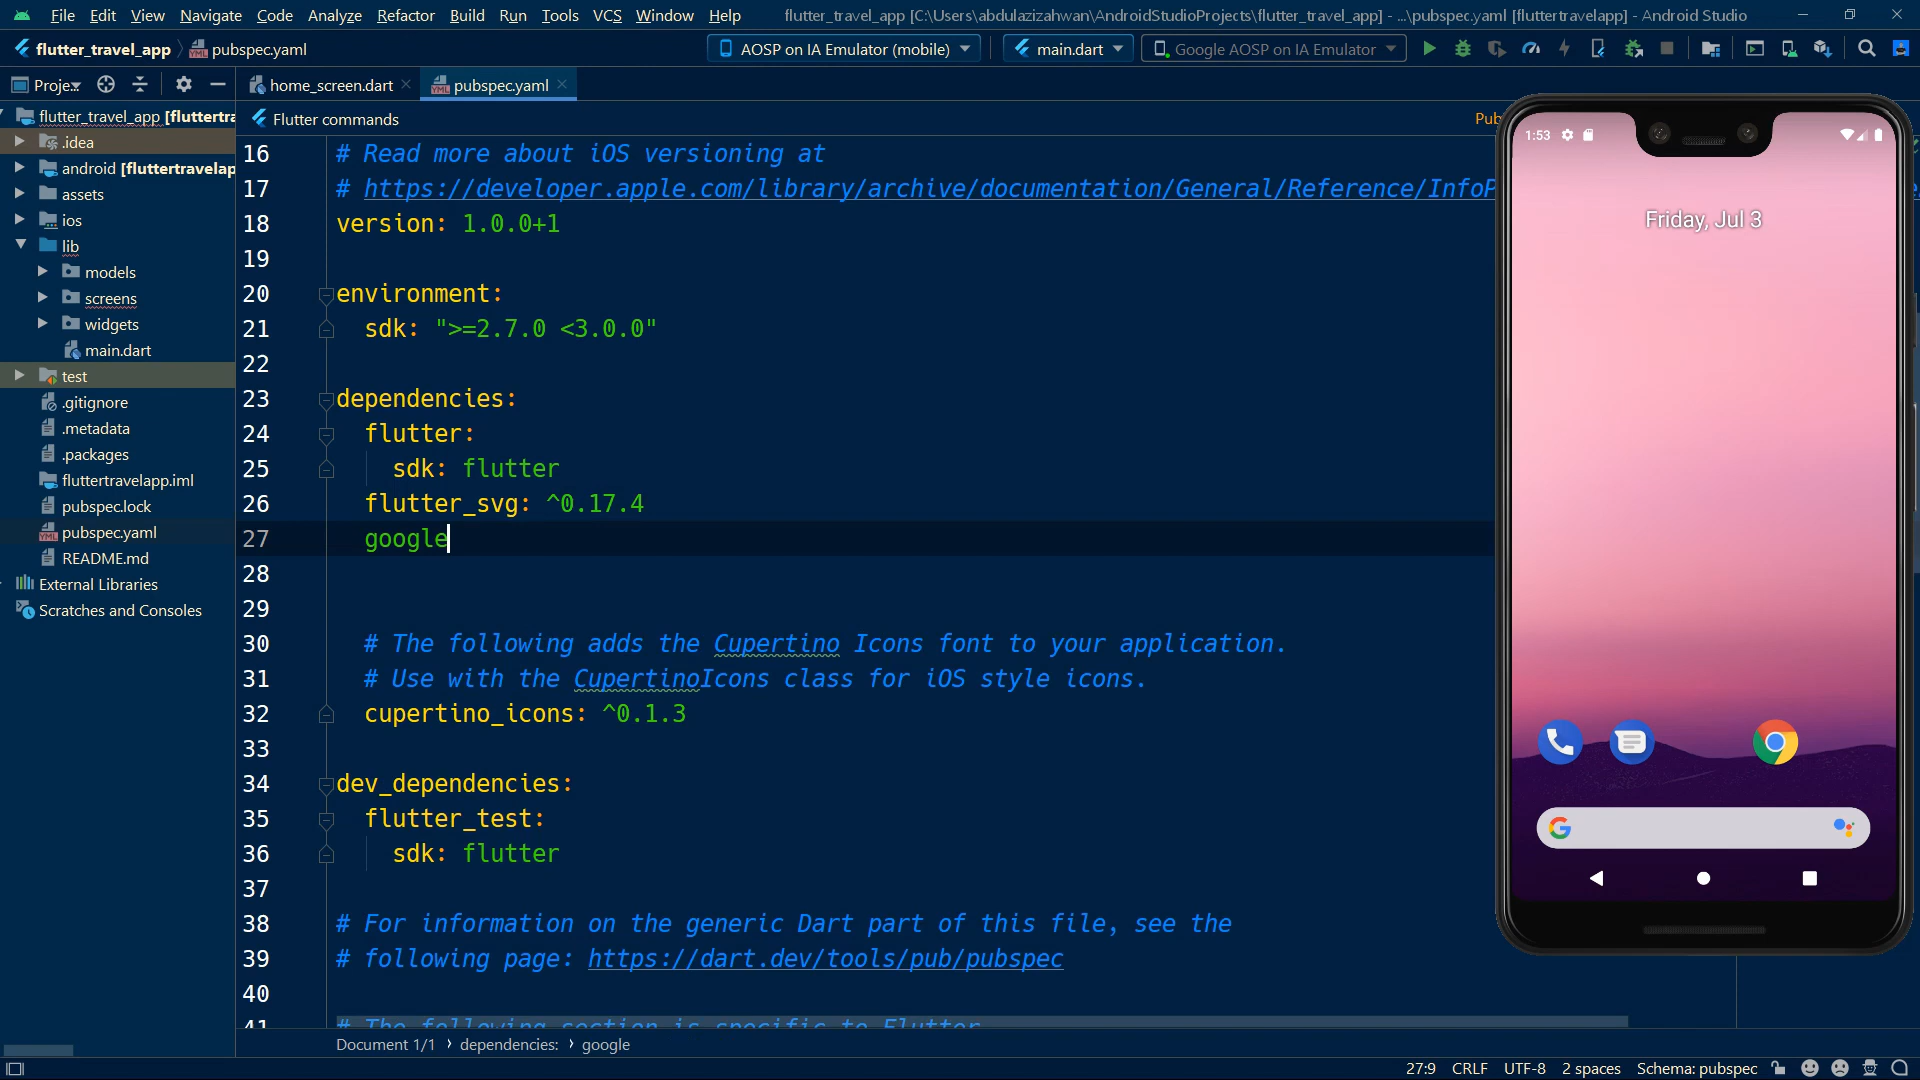 File Edit View Navigate Code Analyze Refactor Build Run Tools VCS Window Help flutter_travel_app [C:\Users\abdulazizahwan\AndroidStudioProjects\flutter_travel_app] - ...\pubspec.yaml [fluttertravelapp] - Android Studio
flutter_travel_app pubspec.yaml AOSP on IA Emulator (mobile) main.dart Google AOSP on IA Emulator
Proje.. home_screen.dart pubspec.yaml
Flutter commands Pub
flutter_travel_app [fluttertra
.idea
android [fluttertravelap
assets
ios
lib
models
screens
widgets
main.dart
test
.gitignore
.metadata
.packages
fluttertravelapp.iml
pubspec.lock
pubspec.yaml
README.md
External Libraries
Scratches and Consoles
16 # Read more about iOS versioning at
17 # https://developer.apple.com/library/archive/documentation/General/Reference/InfoP
18 version: 1.0.0+1
19
20 environment:
21 sdk: ">=2.7.0 <3.0.0"
22
23 dependencies:
24 flutter:
25 sdk: flutter
26 flutter_svg: ^0.17.4
27 google
28
29
30 # The following adds the Cupertino Icons font to your application.
31 # Use with the CupertinoIcons class for iOS style icons.
32 cupertino_icons: ^0.1.3
33
34 dev_dependencies:
35 flutter_test:
36 sdk: flutter
37
38 # For information on the generic Dart part of this file, see the
39 # following page: https://dart.dev/tools/pub/pubspec
40
41 # The following section is specific to Flutter
1:53
Friday, Jul 3
Document 1/1 › dependencies: › google
27:9 CRLF UTF-8 2 spaces Schema: pubspec